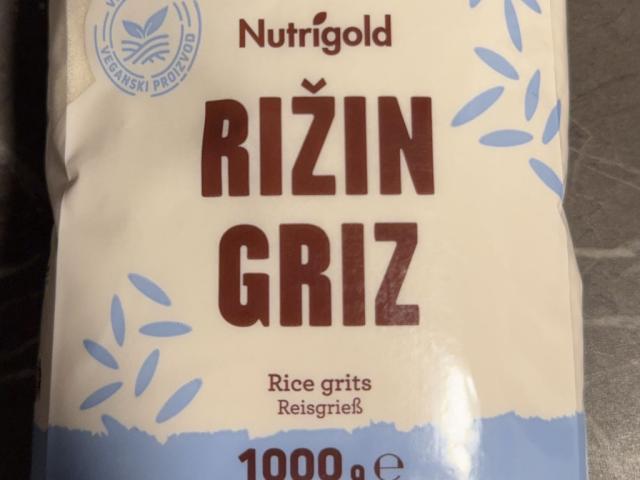 VEGANSKI PROIZVOD
Nutrigold
RIŽIN
GRIZ
Rice grits
Reisgrieß
1000 g e